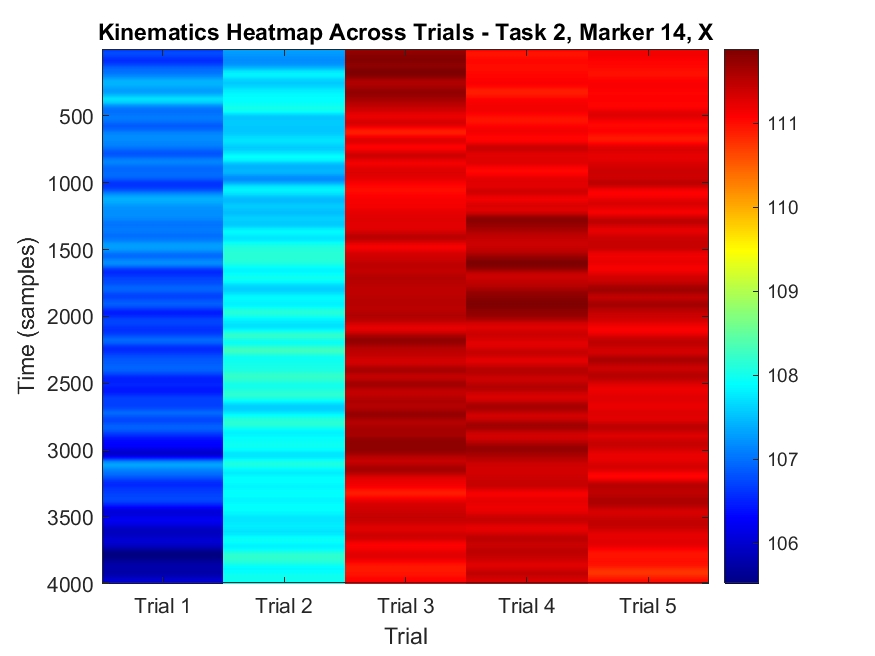 Kinematics Heatmap Across Trials - Task 2, Marker 14, X
500
1000
1500
2000
2500
3000
3500
4000
Time (samples)
Trial 1
Trial 2
Trial 3
Trial 4
Trial 5
Trial
111
110
109
108
107
106